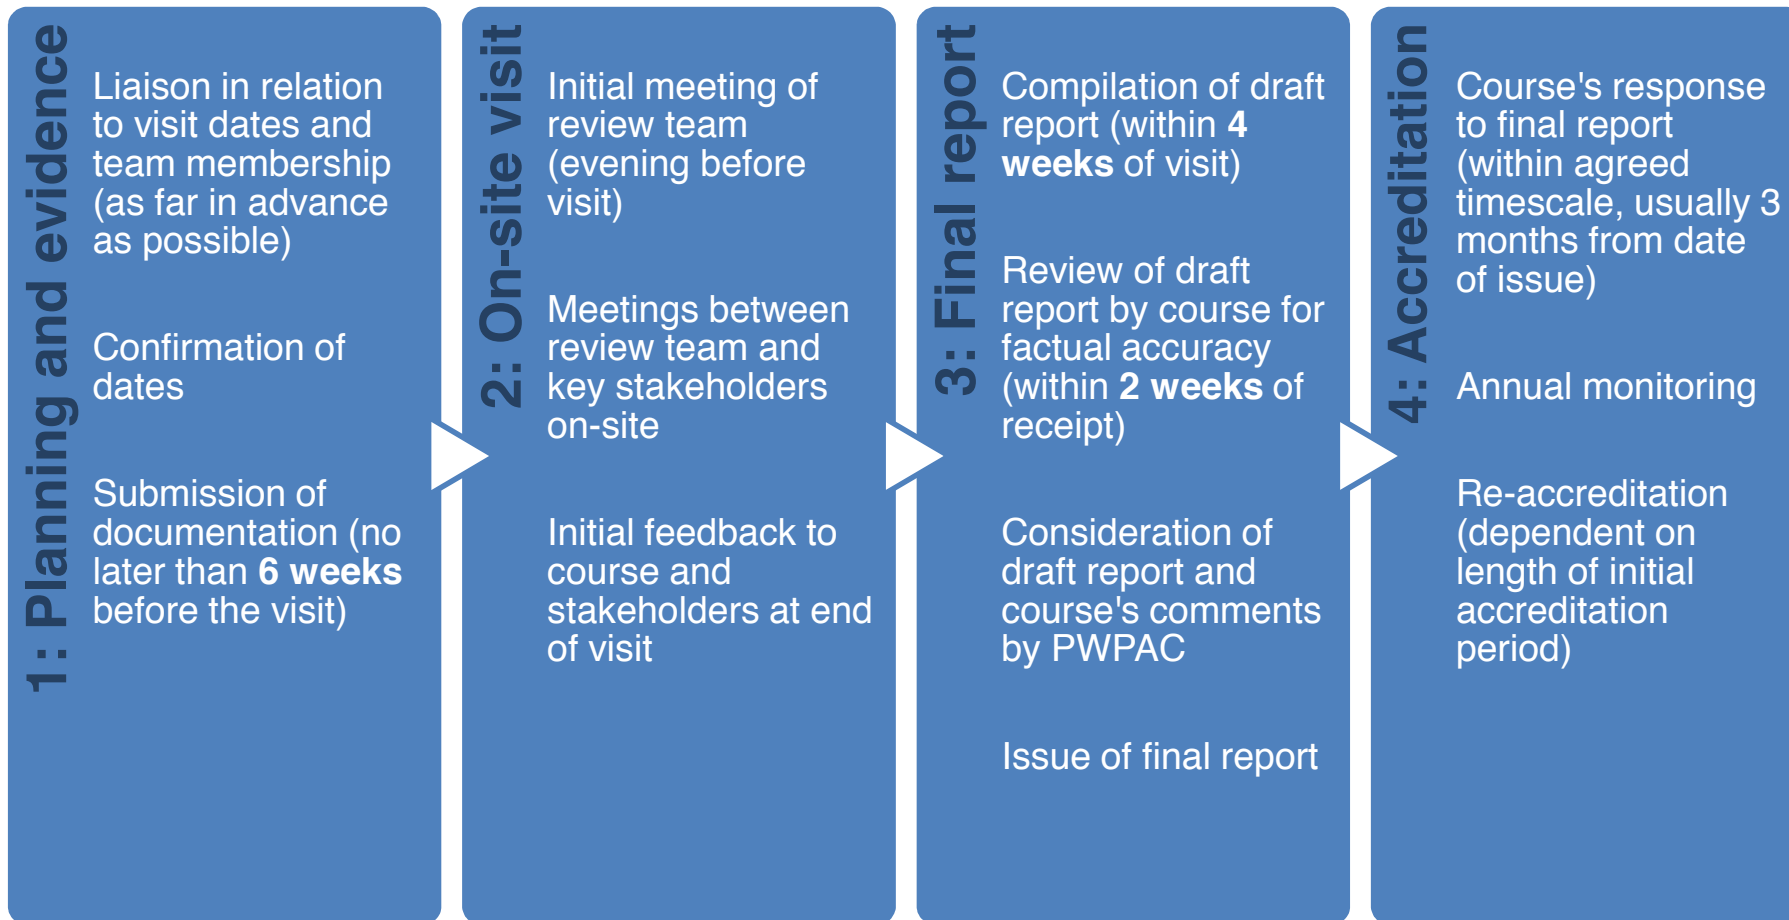 1: Planning and evidence
Liaison in relation
to visit dates and
team membership
(as far in advance
as possible)
Confirmation of
dates
Submission of
documentation (no
later than 6 weeks
before the visit)
2: On-site visit
Initial meeting of
review team
(evening before
visit)
Meetings between
review team and
key stakeholders
on-site
Initial feedback to
course and
stakeholders at end
of visit
3: Final report
Compilation of draft
report (within 4
weeks of visit)
Review of draft
report by course for
factual accuracy
(within 2 weeks of
receipt)
Consideration of
draft report and
course's comments
by PWPAC
Issue of final report
4: Accreditation
Course's response
to final report
(within agreed
timescale, usually 3
months from date
of issue)
Annual monitoring
Re-accreditation
(dependent on
length of initial
accreditation
period)